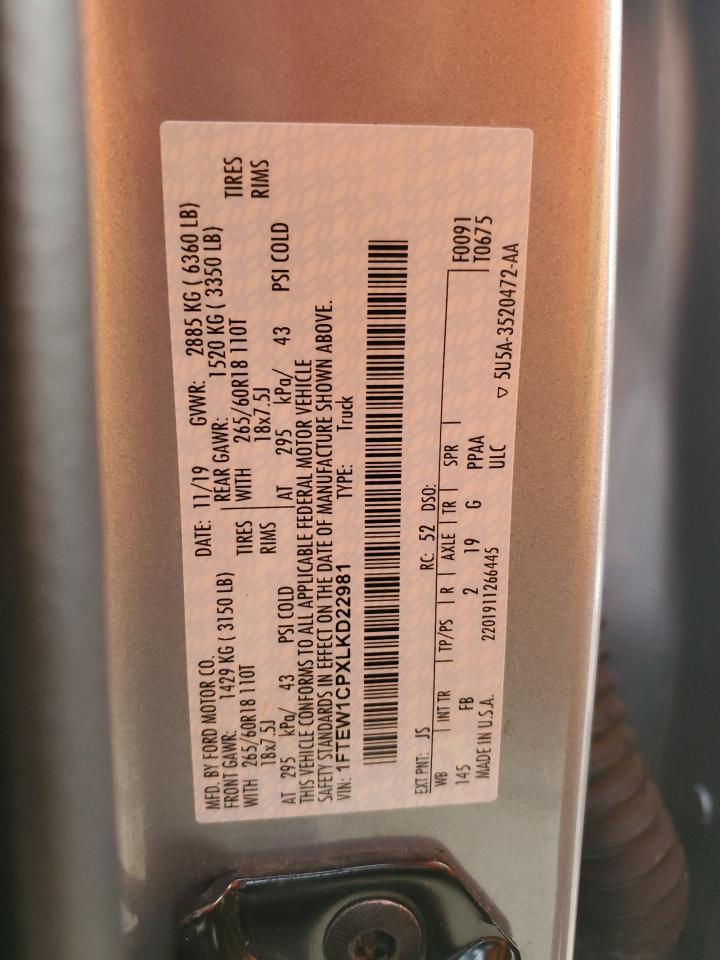 MFD. BY FORD MOTOR CO. DATE: 11/19 GVWR: 2885 KG ( 6360 LB)
FRONT GAWR: 1429 KG ( 3150 LB) REAR GAWR: 1520 KG ( 3350 LB)
WITH 265/60R18 110T TIRES WITH 265/60R18 110T TIRES
18x7.5J RIMS 18x7.5J RIMS
AT 295 kPa/ 43 PSI COLD AT 295 kPa/ 43 PSI COLD
THIS VEHICLE CONFORMS TO ALL APPLICABLE FEDERAL MOTOR VEHICLE
SAFETY STANDARDS IN EFFECT ON THE DATE OF MANUFACTURE SHOWN ABOVE.
VIN: 1FTEW1CPXLKD22981 TYPE: Truck
EXT PNT: JS RC: 52 DSO:
WB INT TR TP/PS R AXLE TR SPR F0091
145 FB 2 19 G PPAA T0675
MADE IN U.S.A. 2201911266445 ULC ▽ 5U5A-3520472-AA